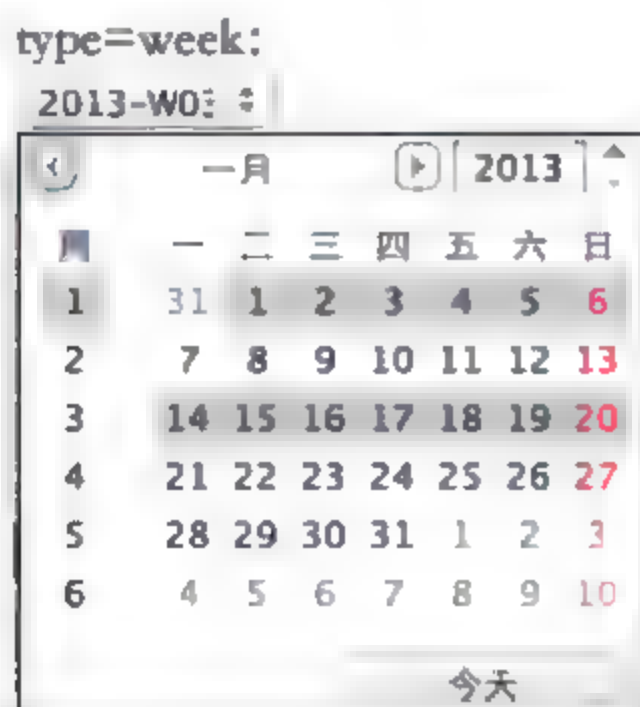 type=week:
2013-W0
一月 2013
周 一 二 三 四 五 六 日
1 31 1 2 3 4 5 6
2 7 8 9 10 11 12 13
3 14 15 16 17 18 19 20
4 21 22 23 24 25 26 27
5 28 29 30 31 1 2 3
6 4 5 6 7 8 9 10
今天